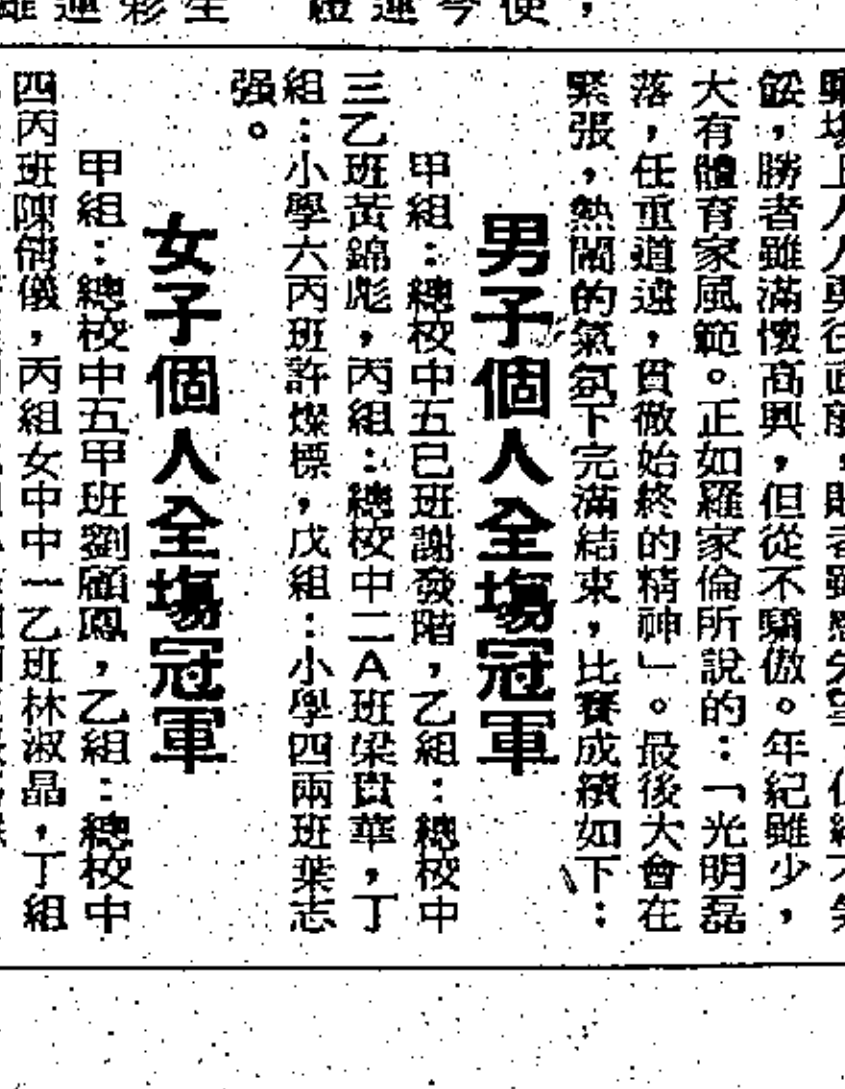 餒，勝者雖滿懷高興，但從不驕傲。年紀雖少，
大有體育家風範。正如羅家倫所說的：「光明磊
落，任重道遠，貫徹始終的精神」。最後大會在
緊張，熱鬧的氣氛下完滿結束，比賽成績如下：
男子個人全塲冠軍
甲組：總校中五已班謝發階，乙組：總校中
三乙班黃錦彪，丙組：總校中二A班梁貴華，丁
組：小學六丙班許燦標，戊組：小學四兩班葉志
强。
女子個人全塲冠軍
甲組：總校中五甲班劉顧鳳，乙組：總校中
四丙班陳倩儀，丙組女中中一乙班林淑晶，丁組